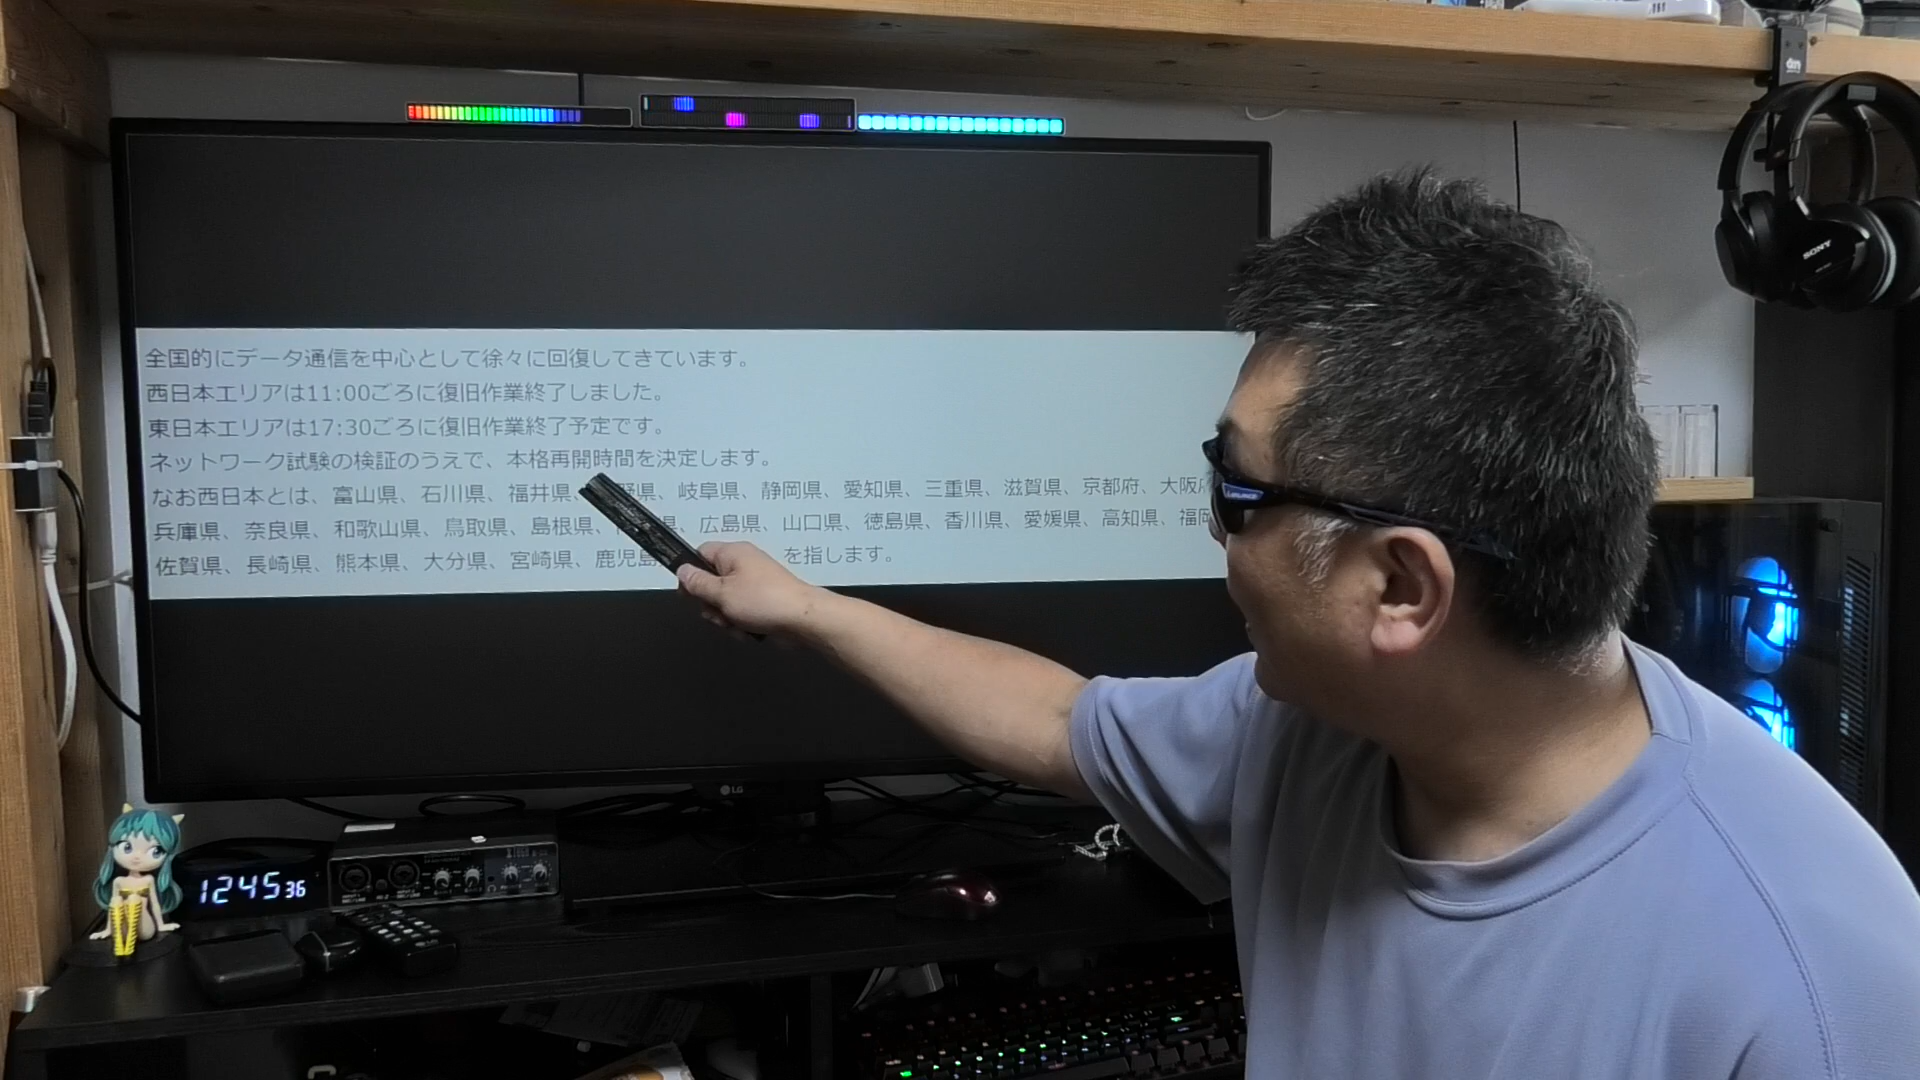 全国的にデータ通信を中心として徐々に回復してきています。
西日本エリアは11:00ごろに復旧作業終了しました。
東日本エリアは17:30ごろに復旧作業終了予定です。
ネットワーク試験の検証のうえで、本格再開時間を決定します。
なお西日本とは、富山県、石川県、福井県、野県、岐阜県、静岡県、愛知県、三重県、滋賀県、京都府、大阪
兵庫県、奈良県、和歌山県、鳥取県、島根県、県、広島県、山口県、徳島県、香川県、愛媛県、高知県、福岡
佐賀県、長崎県、熊本県、大分県、宮崎県、鹿児島 を指します。
LG
SONY
12:45 36